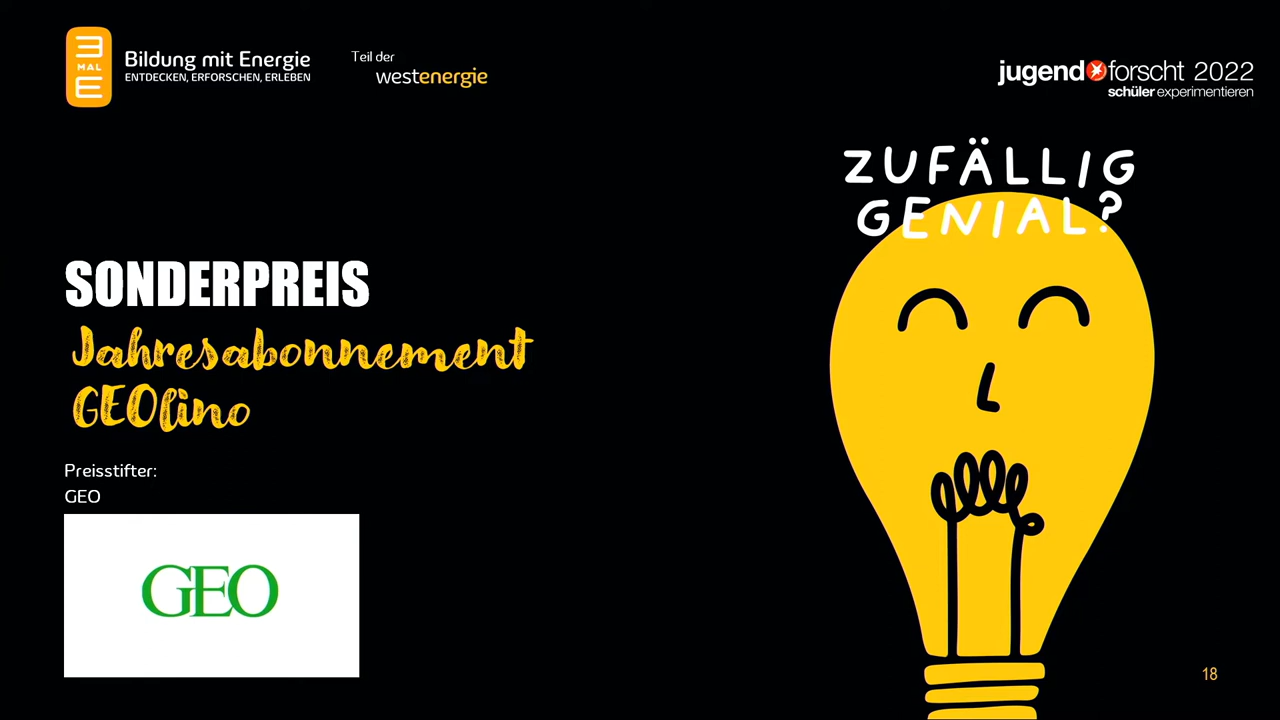 3
MAL
E
Bildung mit Energie
ENTDECKEN, ERFORSCHEN, ERLEBEN
Teil der
westenergie
jugend forscht 2022
schüler experimentieren
ZUFÄLLIG
GENIAL?
SONDERPREIS
Jahresabonnement
GEOlino
Preisstifter:
GEO
GEO
18